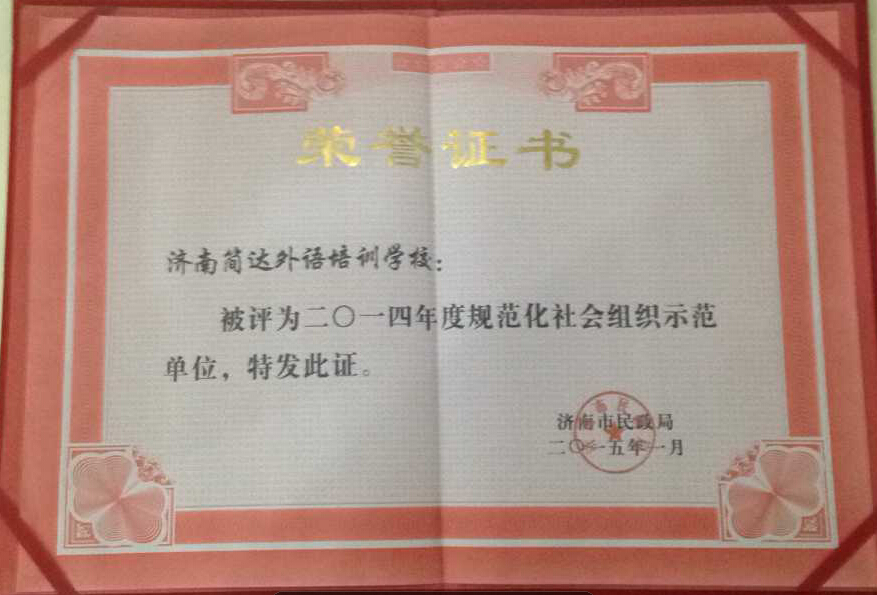 荣誉证书
济南简达外语培训学校：
被评为二〇一四年度规范化社会组织示范
单位，特发此证。
济南市民政局
二〇一五年一月